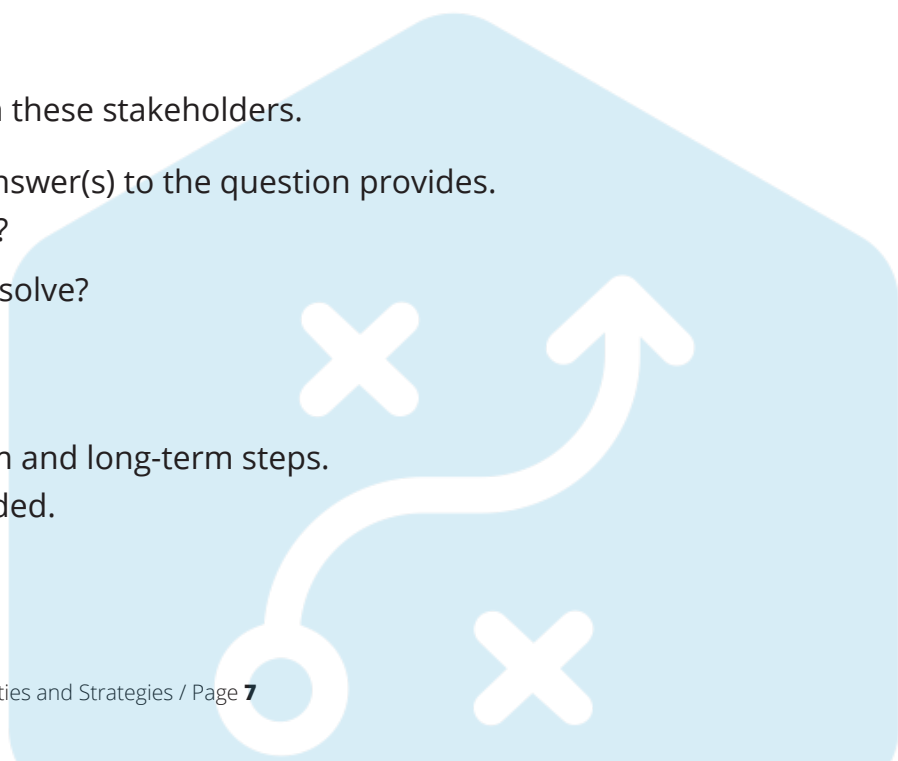 these stakeholders.
nswer(s) to the question provides.
?
solve?
and long-term steps.
ded.
ties and Strategies / Page 7